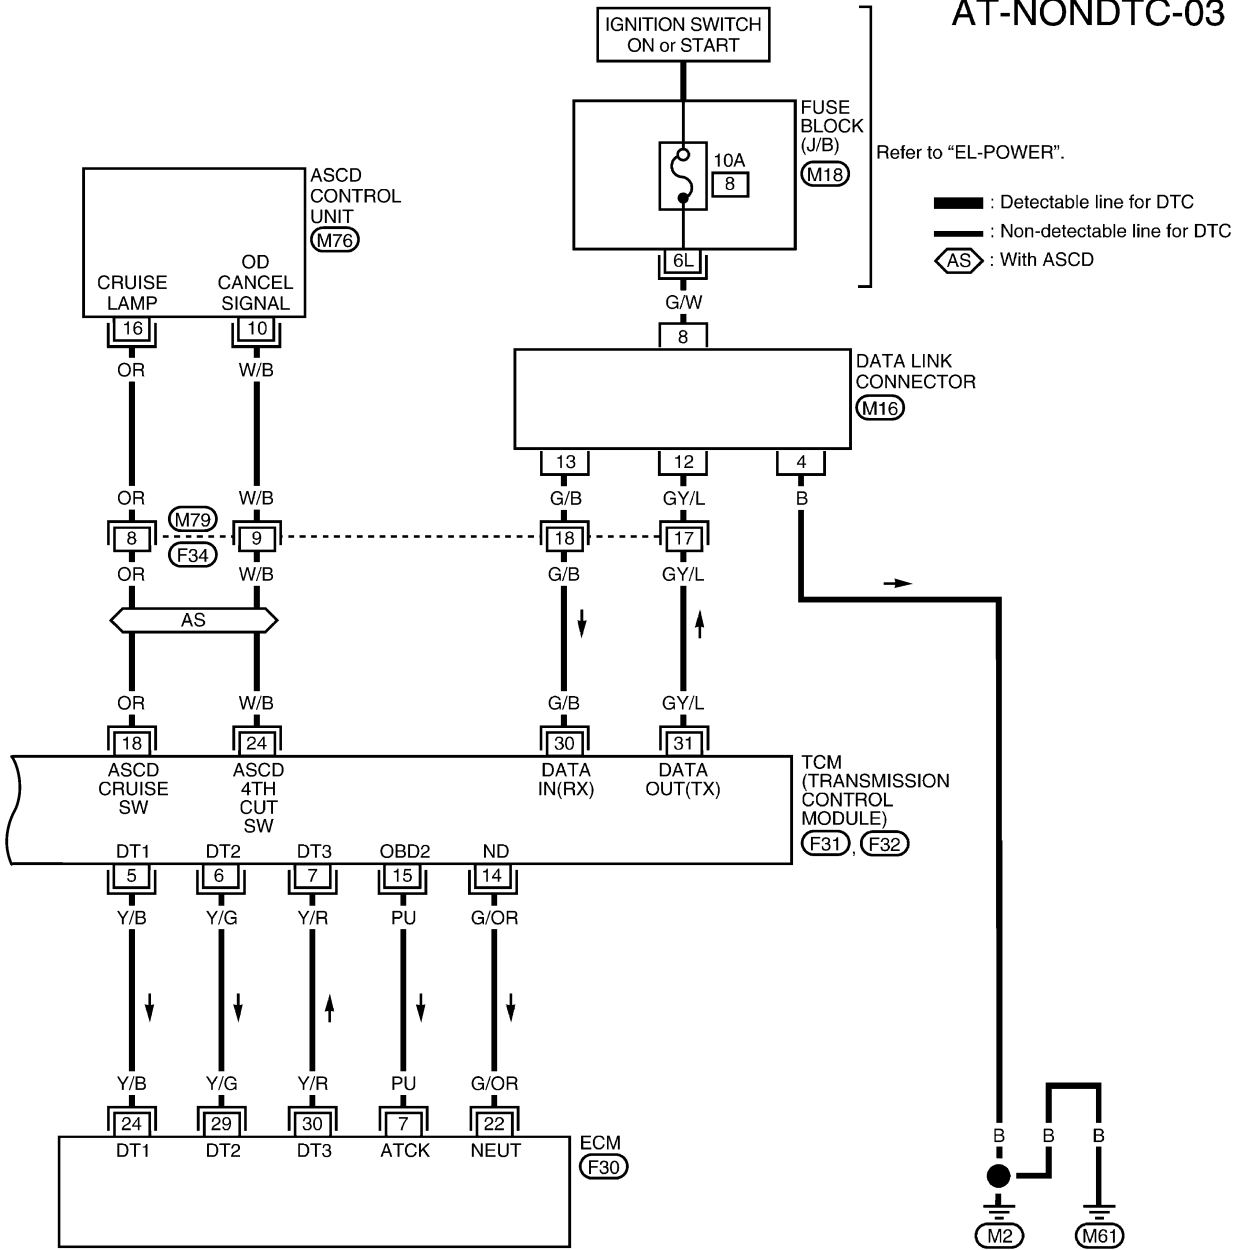 AT-NONDTC-03
IGNITION SWITCH
ON or START
FUSE
BLOCK
(J/B)
M18
10A
8
6L
Refer to “EL-POWER”.
: Detectable line for DTC
: Non-detectable line for DTC
AS : With ASCD
ASCD
CONTROL
UNIT
M76
CRUISE
LAMP
OD
CANCEL
SIGNAL
16 10
G/W
8
DATA LINK
CONNECTOR
M16
OR W/B
13 12 4
OR W/B G/B GY/L B
M79
8 9 18 17
F34
OR W/B G/B GY/L
AS
OR W/B G/B GY/L
18 24 30 31
ASCD
CRUISE
SW
ASCD
4TH
CUT
SW
DATA
IN(RX)
DATA
OUT(TX)
TCM
(TRANSMISSION
CONTROL
MODULE)
F31 , F32
DT1 DT2 DT3 OBD2 ND
5 6 7 15 14
Y/B Y/G Y/R PU G/OR
Y/B Y/G Y/R PU G/OR
24 29 30 7 22
DT1 DT2 DT3 ATCK NEUT
ECM
F30
B B B
M2 M61